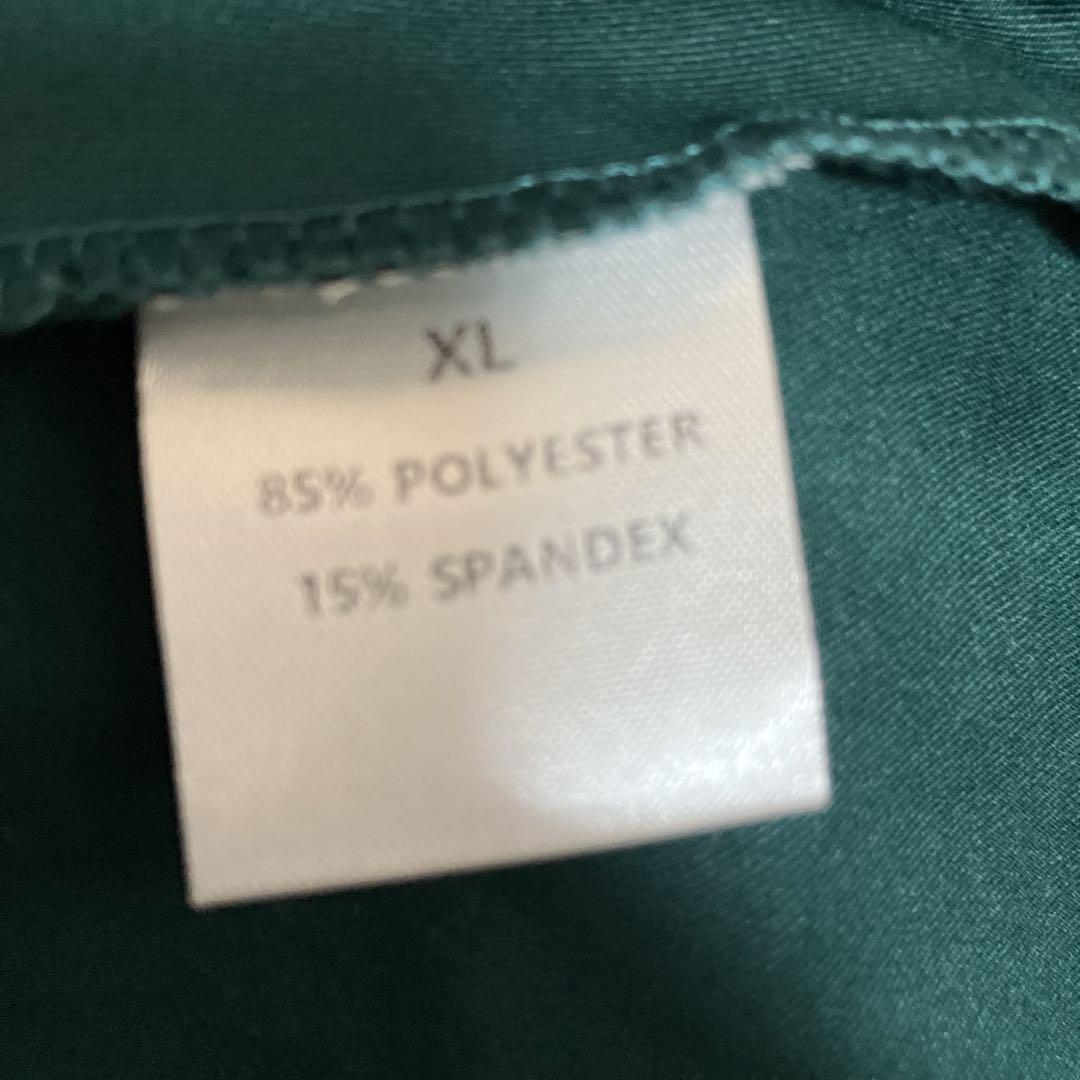 XL
85% POLYESTER
15% SPANDEX